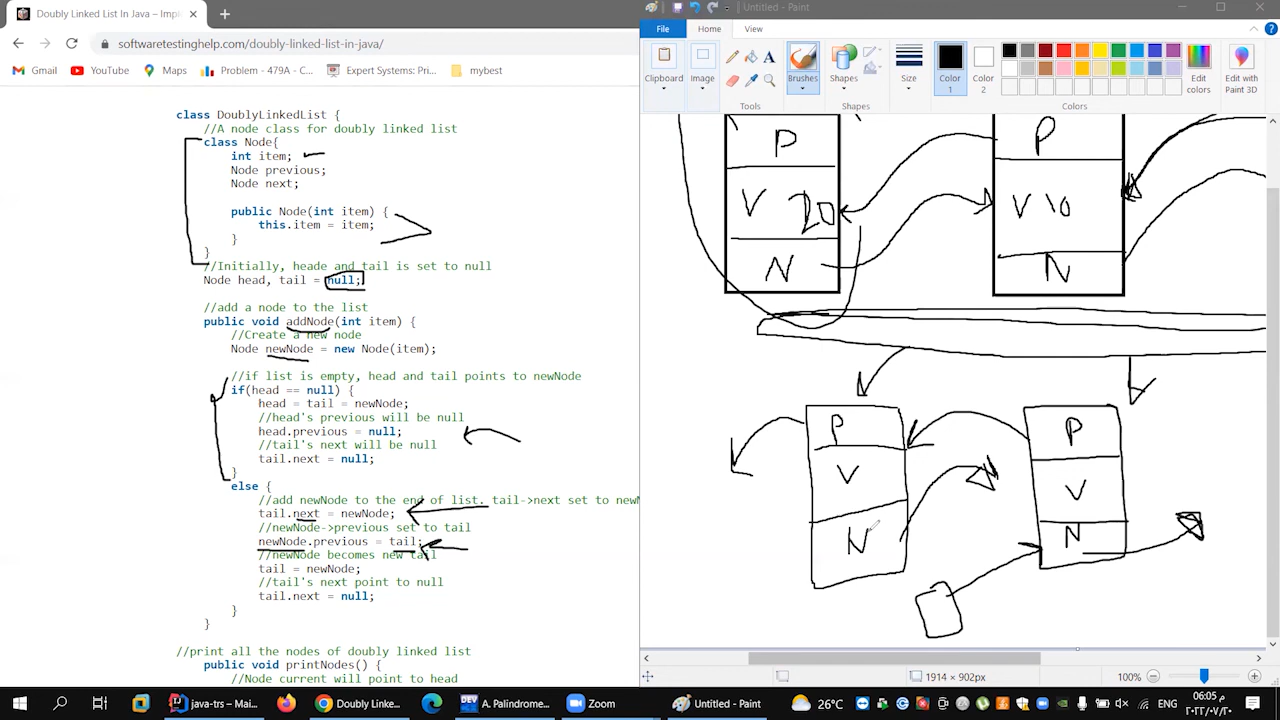 Doubly Linked List In Java – Impl
softwaretestinghelp.com/doubly-linked-list-in-java/
Gmail
YouTube
Maps
Problem - 479A - C...
Expert Systems: Pri...
mybest
class DoublyLinkedList {
//A node class for doubly linked list
class Node{
int item;
Node previous;
Node next;
public Node(int item) {
this.item = item;
}
}
//Initially, heade and tail is set to null
Node head, tail = null;
//add a node to the list
public void addNode(int item) {
//Create a new node
Node newNode = new Node(item);
//if list is empty, head and tail points to newNode
if(head == null) {
head = tail = newNode;
//head's previous will be null
head.previous = null;
//tail's next will be null
tail.next = null;
}
else {
//add newNode to the end of list. tail->next set to newN
tail.next = newNode;
//newNode->previous set to tail
newNode.previous = tail;
//newNode becomes new tail
tail = newNode;
//tail's next point to null
tail.next = null;
}
}
//print all the nodes of doubly linked list
public void printNodes() {
//Node current will point to head
Untitled - Paint
File
Home
View
Clipboard
Image
Tools
Brushes
Shapes
Shapes
Size
Color 1
Color 2
Edit colors
Colors
Edit with Paint 3D
P
V 20
N
P
V 10
N
P
V
N
P
V
N
1914 × 902px
100%
java-trs – Mai...
Doubly Linked ...
A. Palindrome...
Zoom
Untitled - Paint
26°C
06:05 م